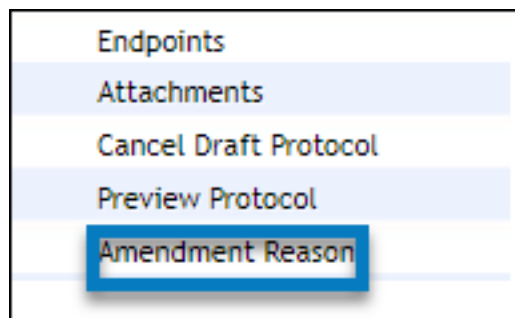 Endpoints
Attachments
Cancel Draft Protocol
Preview Protocol
Amendment Reason